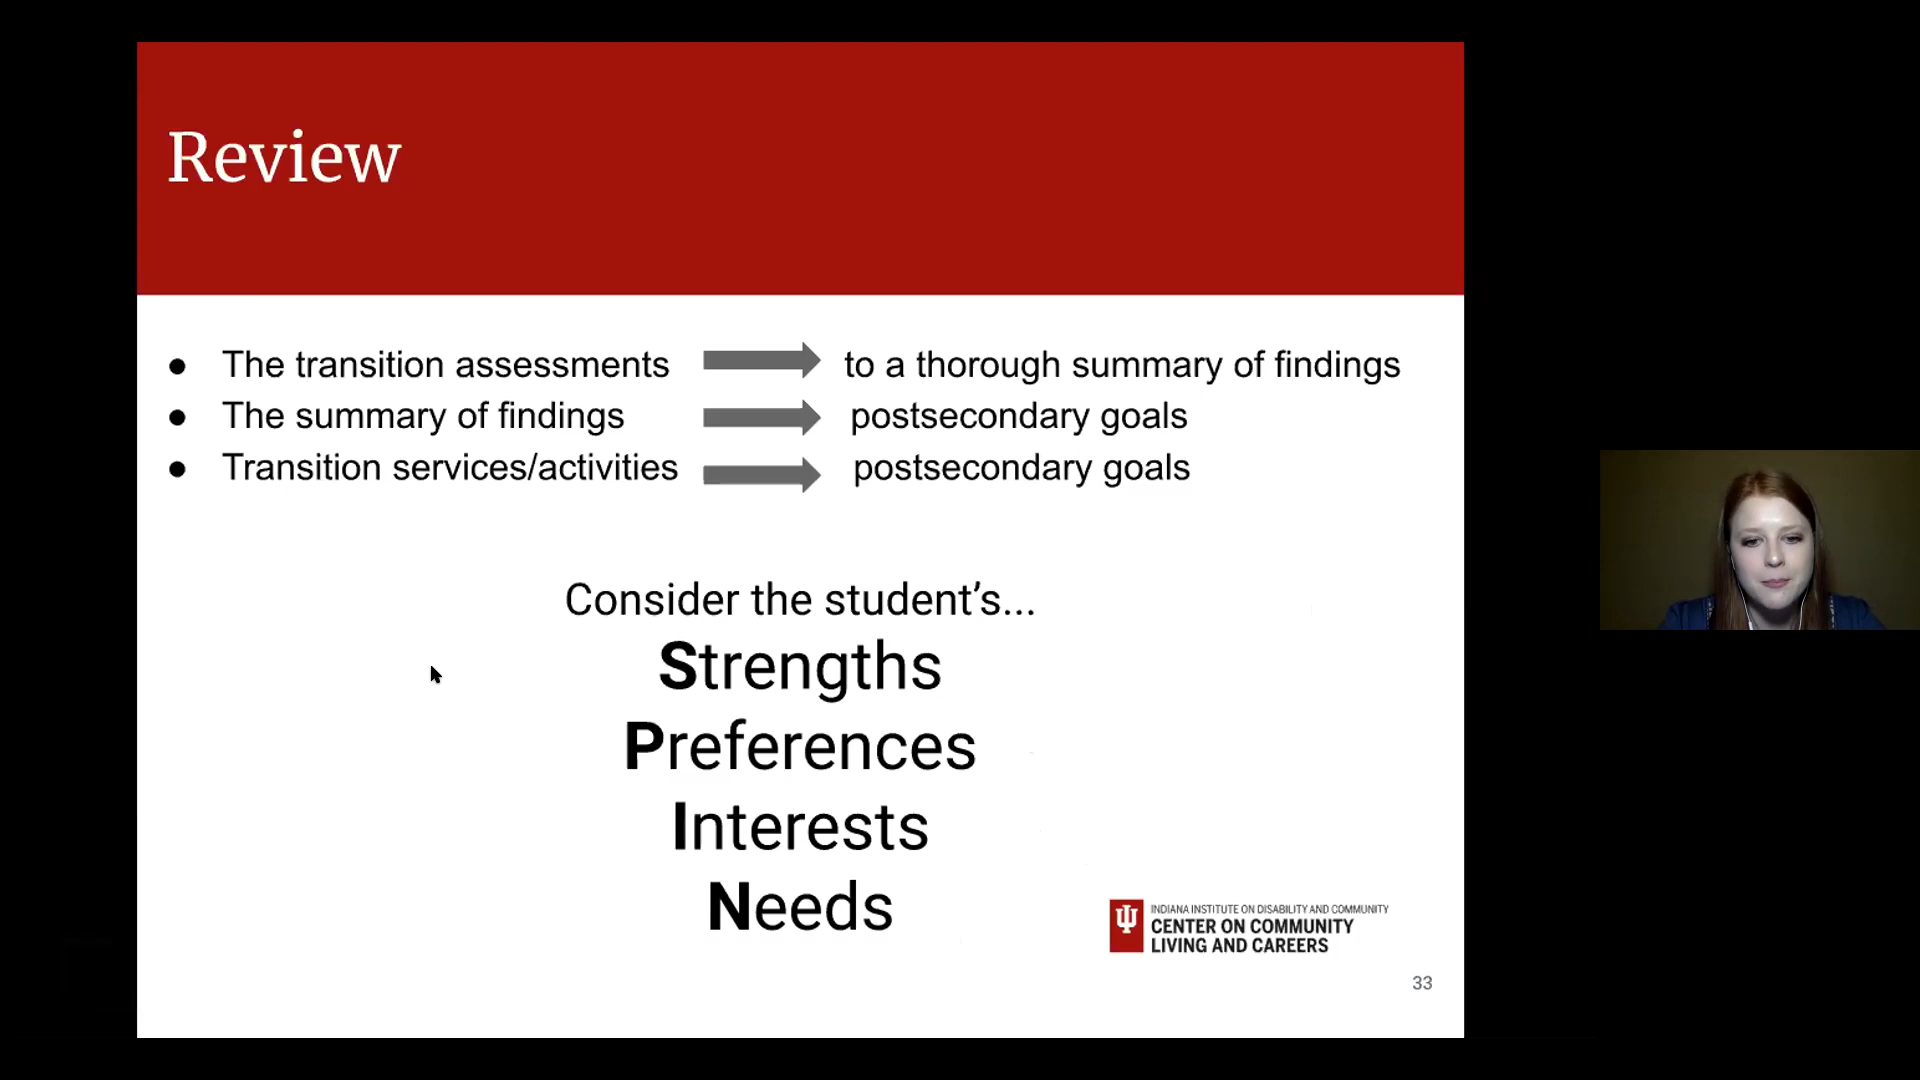 Review
● The transition assessments to a thorough summary of findings
● The summary of findings postsecondary goals
● Transition services/activities postsecondary goals
Consider the student’s...
Strengths
Preferences
Interests
Needs
INDIANA INSTITUTE ON DISABILITY AND COMMUNITY
CENTER ON COMMUNITY
LIVING AND CAREERS
33